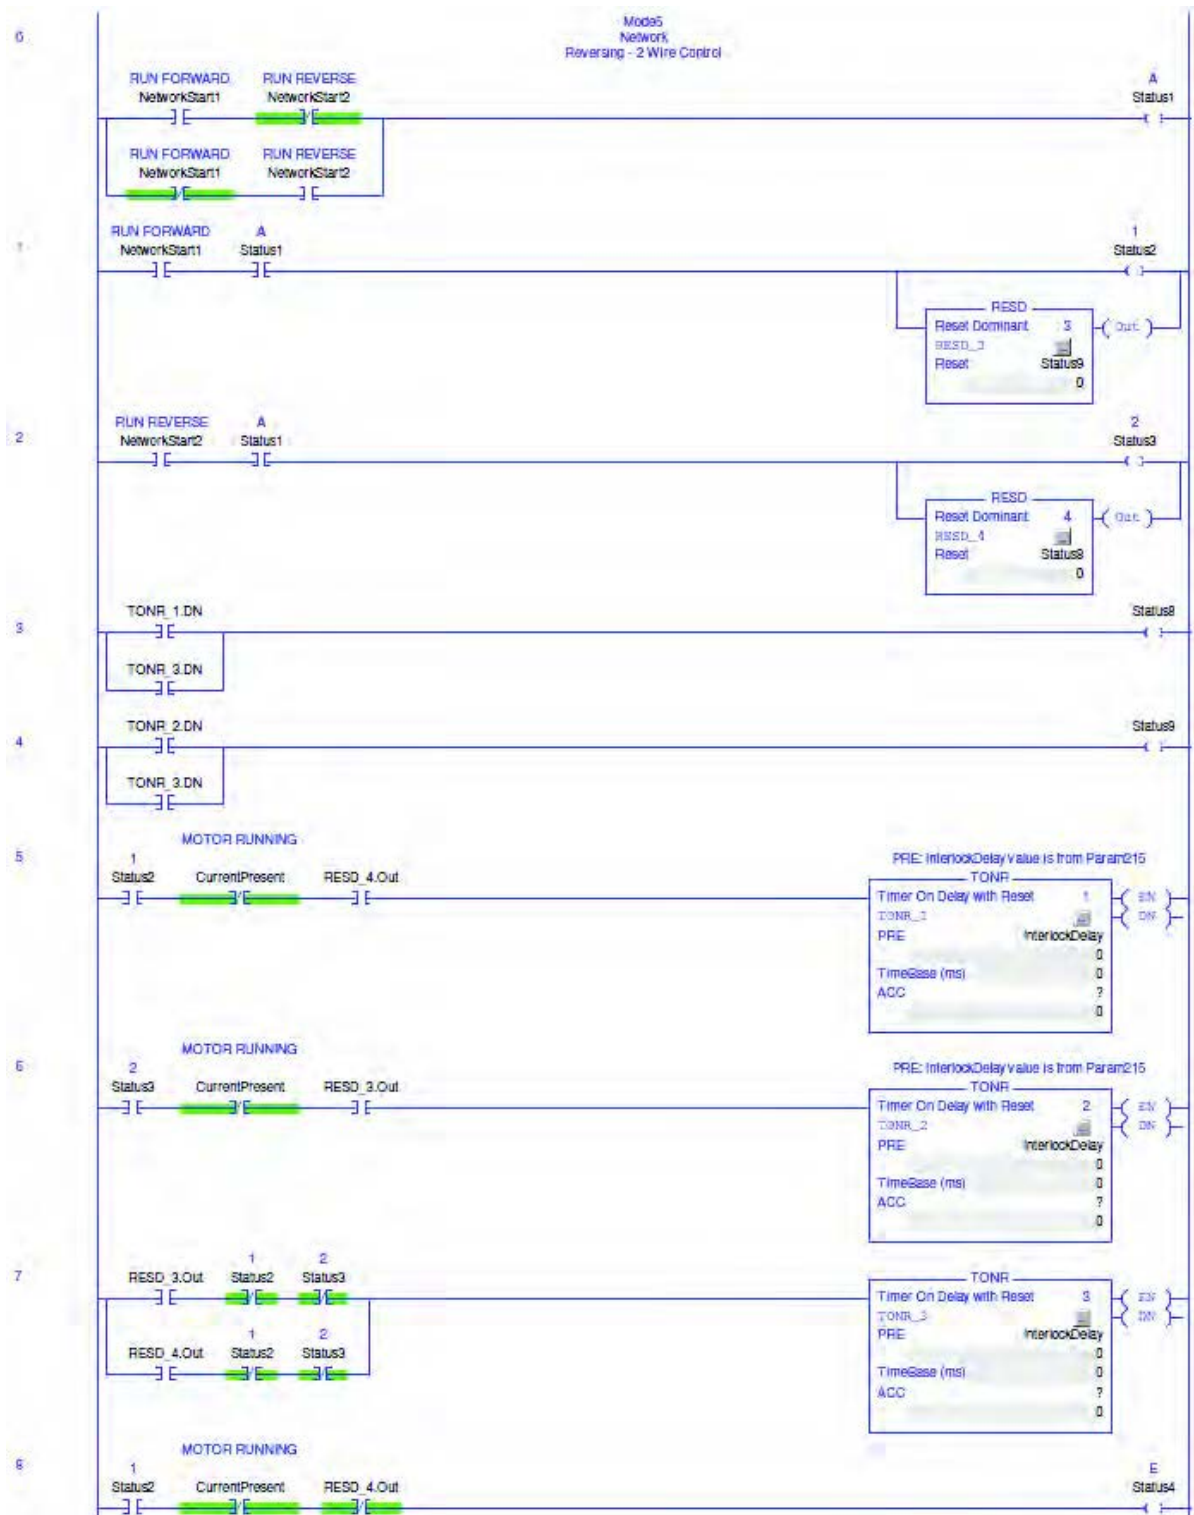 Mode5
Network
Reversing - 2 Wire Control
0
RUN FORWARD RUN REVERSE A
NetworkStart1 NetworkStart2 Status1
RUN FORWARD RUN REVERSE
NetworkStart1 NetworkStart2
1
RUN FORWARD A 1
NetworkStart1 Status1 Status2
RESD
Reset Dominant 3 Out
RESD_3 ...
Reset Status9
0
2
RUN REVERSE A 2
NetworkStart2 Status1 Status3
RESD
Reset Dominant 4 Out
RESD_4 ...
Reset Status8
0
3
TONR_1.DN Status8
TONR_3.DN
4
TONR_2.DN Status9
TONR_3.DN
5
MOTOR RUNNING
1 PRE: InterlockDelay value is from Param215
Status2 CurrentPresent RESD_4.Out TONR
Timer On Delay with Reset 1 EN
TONR_1 ... DN
PRE InterlockDelay
0
TimeBase (ms) 0
ACC ?
0
6
MOTOR RUNNING
2 PRE: InterlockDelay value is from Param215
Status3 CurrentPresent RESD_3.Out TONR
Timer On Delay with Reset 2 EN
TONR_2 ... DN
PRE InterlockDelay
0
TimeBase (ms) 0
ACC ?
0
7
1 2
RESD_3.Out Status2 Status3 TONR
Timer On Delay with Reset 3 EN
TONR_3 ... DN
PRE InterlockDelay
0
1 2
RESD_4.Out Status2 Status3
TimeBase (ms) 0
ACC ?
0
8
MOTOR RUNNING
1 E
Status2 CurrentPresent RESD_4.Out Status4